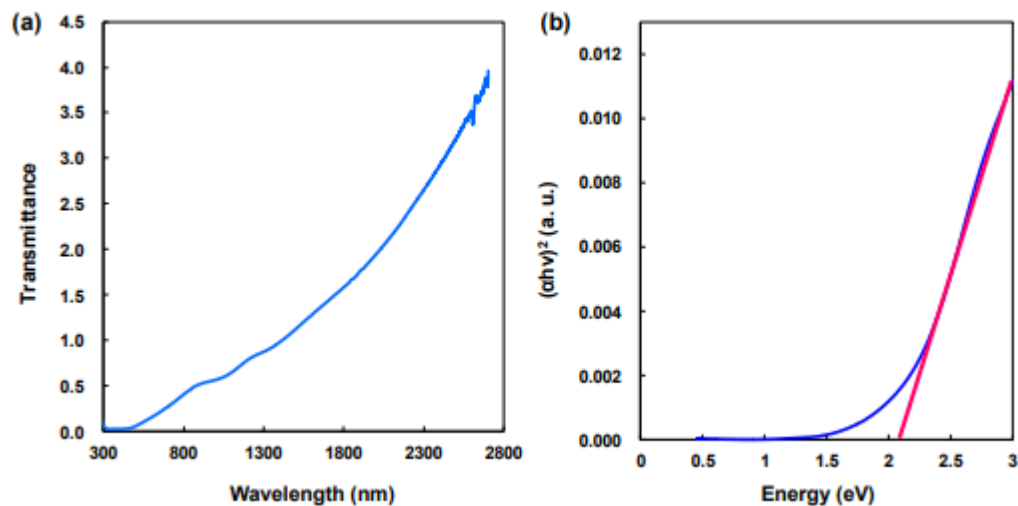 (a)
4.5
4.0
3.5
3.0
2.5
2.0
1.5
1.0
0.5
0.0
Transmittance
300 800 1300 1800 2300 2800
Wavelength (nm)
(b)
0.012
0.010
0.008
0.006
0.004
0.002
0.000
(αhν)² (a. u.)
0 0.5 1 1.5 2 2.5 3
Energy (eV)